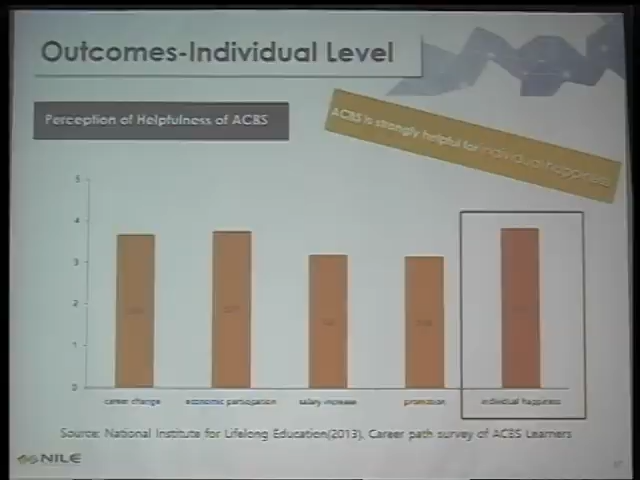 Outcomes-Individual Level
Perception of Helpfulness of ACBS
ACBS is strongly helpful for individual happiness
5
4
3
2
1
0
career change
economic participation
salary increase
promotion
individual happiness
Source: National Institute for Lifelong Education(2013). Career path survey of ACBS Learners
NILE